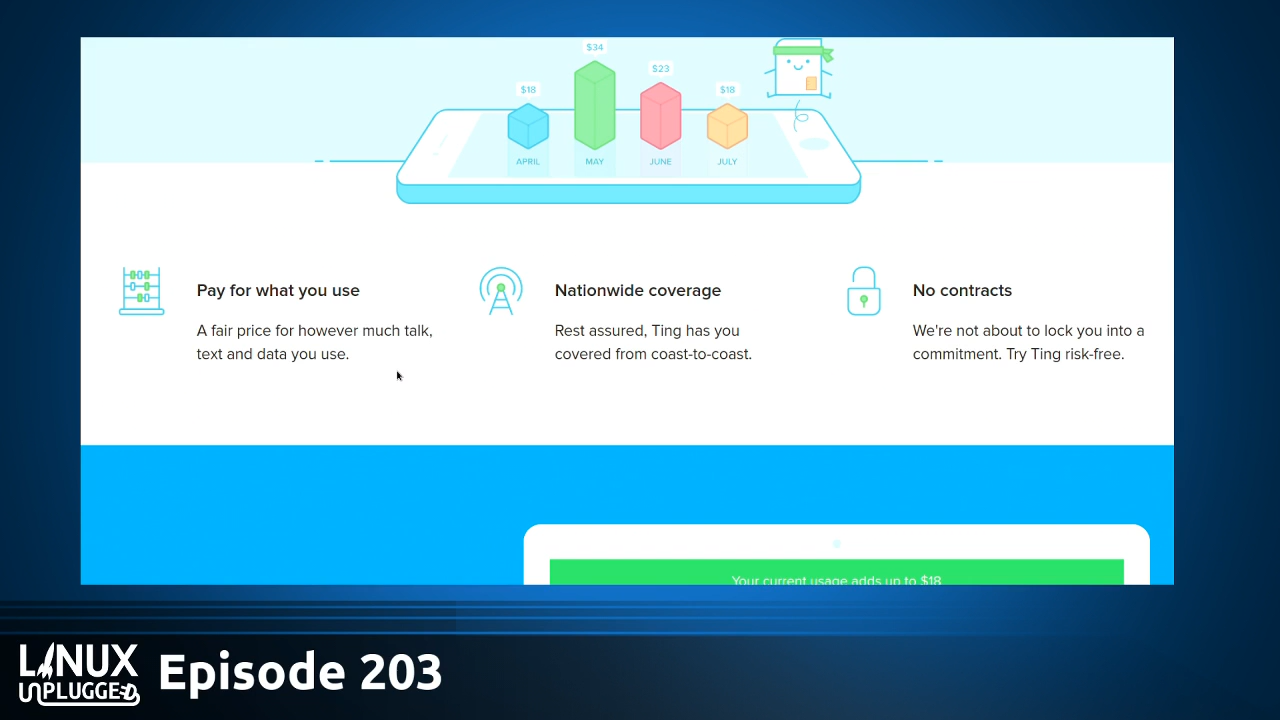 $34
$23
$18
$18
APRIL
MAY
JUNE
JULY
Pay for what you use
A fair price for however much talk,
text and data you use.
Nationwide coverage
Rest assured, Ting has you
covered from coast-to-coast.
No contracts
We're not about to lock you into a
commitment. Try Ting risk-free.
Your current usage adds up to $18
LINUX
UNPLUGGED
Episode 203